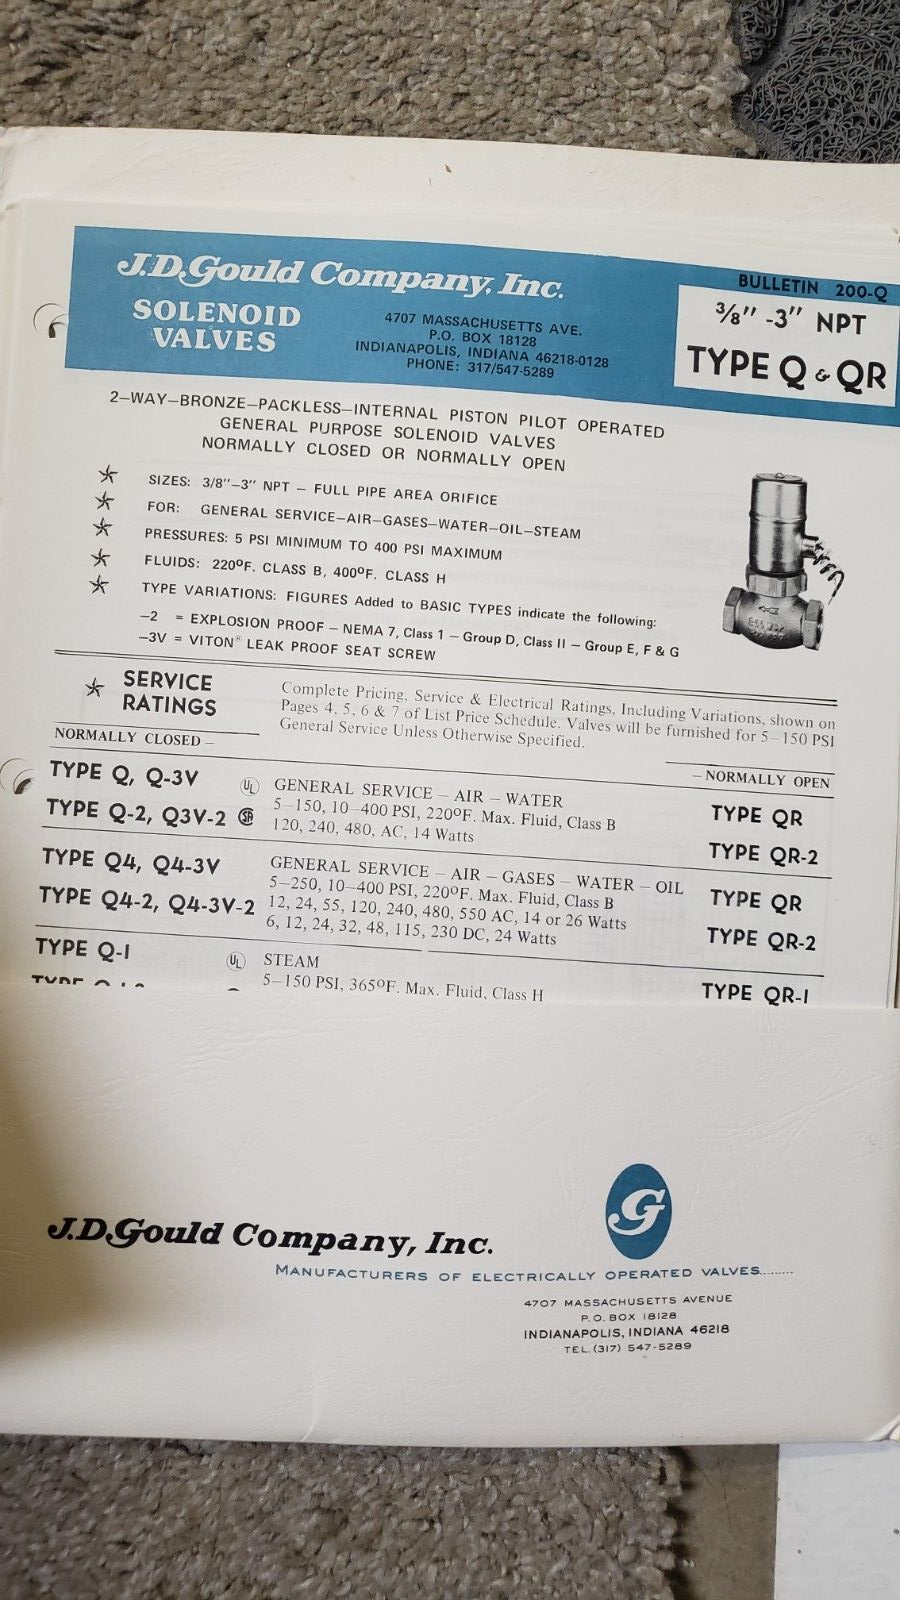 J.D.Gould Company, Inc.
SOLENOID
VALVES
4707 MASSACHUSETTS AVE.
P.O. BOX 18128
INDIANAPOLIS, INDIANA 46218-0128
PHONE: 317/547-5289
BULLETIN 200-Q
3/8" -3" NPT
TYPE Q & QR
2–WAY–BRONZE–PACKLESS–INTERNAL PISTON PILOT OPERATED
GENERAL PURPOSE SOLENOID VALVES
NORMALLY CLOSED OR NORMALLY OPEN
SIZES: 3/8"–3" NPT – FULL PIPE AREA ORIFICE
FOR: GENERAL SERVICE–AIR–GASES–WATER–OIL–STEAM
PRESSURES: 5 PSI MINIMUM TO 400 PSI MAXIMUM
FLUIDS: 220ºF. CLASS B, 400ºF. CLASS H
TYPE VARIATIONS: FIGURES Added to BASIC TYPES indicate the following:
–2 = EXPLOSION PROOF – NEMA 7, Class 1 – Group D, Class II – Group E, F & G
–3V = VITON® LEAK PROOF SEAT SCREW
SERVICE
RATINGS
Complete Pricing, Service & Electrical Ratings, Including Variations, shown on
Pages 4, 5, 6 & 7 of List Price Schedule. Valves will be furnished for 5–150 PSI
General Service Unless Otherwise Specified.
NORMALLY CLOSED –
– NORMALLY OPEN
TYPE Q, Q-3V
UL
GENERAL SERVICE – AIR – WATER
TYPE QR
TYPE Q-2, Q3V-2
SA
5–150, 10–400 PSI, 220ºF. Max. Fluid, Class B
120, 240, 480, AC, 14 Watts
TYPE QR-2
TYPE Q4, Q4-3V
GENERAL SERVICE – AIR – GASES – WATER – OIL
5–250, 10–400 PSI, 220ºF. Max. Fluid, Class B
TYPE QR
TYPE Q4-2, Q4-3V-2
12, 24, 55, 120, 240, 480, 550 AC, 14 or 26 Watts
6, 12, 24, 32, 48, 115, 230 DC, 24 Watts
TYPE QR-2
TYPE Q-1
UL
STEAM
5–150 PSI, 365ºF. Max. Fluid, Class H
TYPE QR-1
G
J.D.Gould Company, Inc.
MANUFACTURERS OF ELECTRICALLY OPERATED VALVES.........
4707 MASSACHUSETTS AVENUE
P.O. BOX 18128
INDIANAPOLIS, INDIANA 46218
TEL. (317) 547-5289